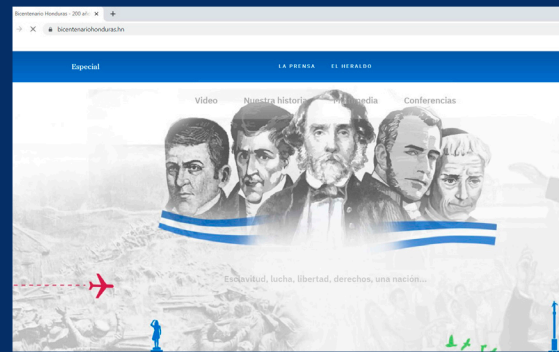 Bicentenario Honduras - 200 añ
bicentenariohonduras.hn
Especial
LA PRENSA EL HERALDO
Video Nuestra historia Multimedia Conferencias
Esclavitud, lucha, libertad, derechos, una nación...